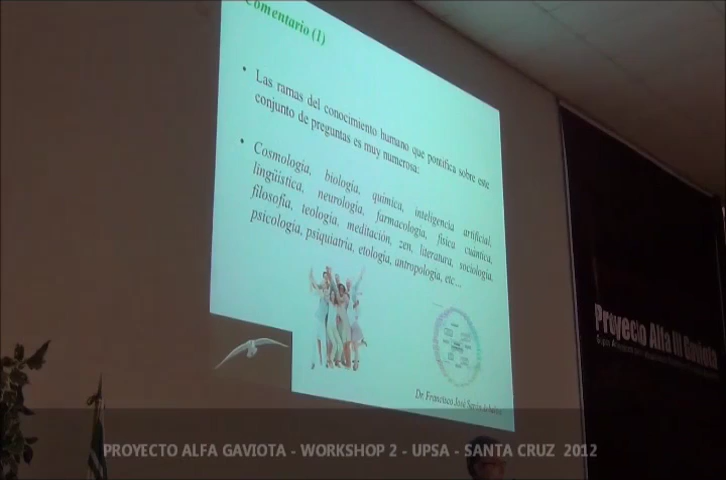 Comentario (1)
• Las ramas del conocimiento humano que pontifica sobre este
conjunto de preguntas es muy numerosa:
• Cosmología, biología, química, inteligencia artificial,
lingüística, neurología, farmacología, física cuántica,
filosofía, teología, meditación, zen, literatura, sociología,
psicología, psiquiatría, etología, antropología, etc...
Dr. Francisco José
Proyecto Alfa III Gaviota
PROYECTO ALFA GAVIOTA - WORKSHOP 2 - UPSA - SANTA CRUZ 2012